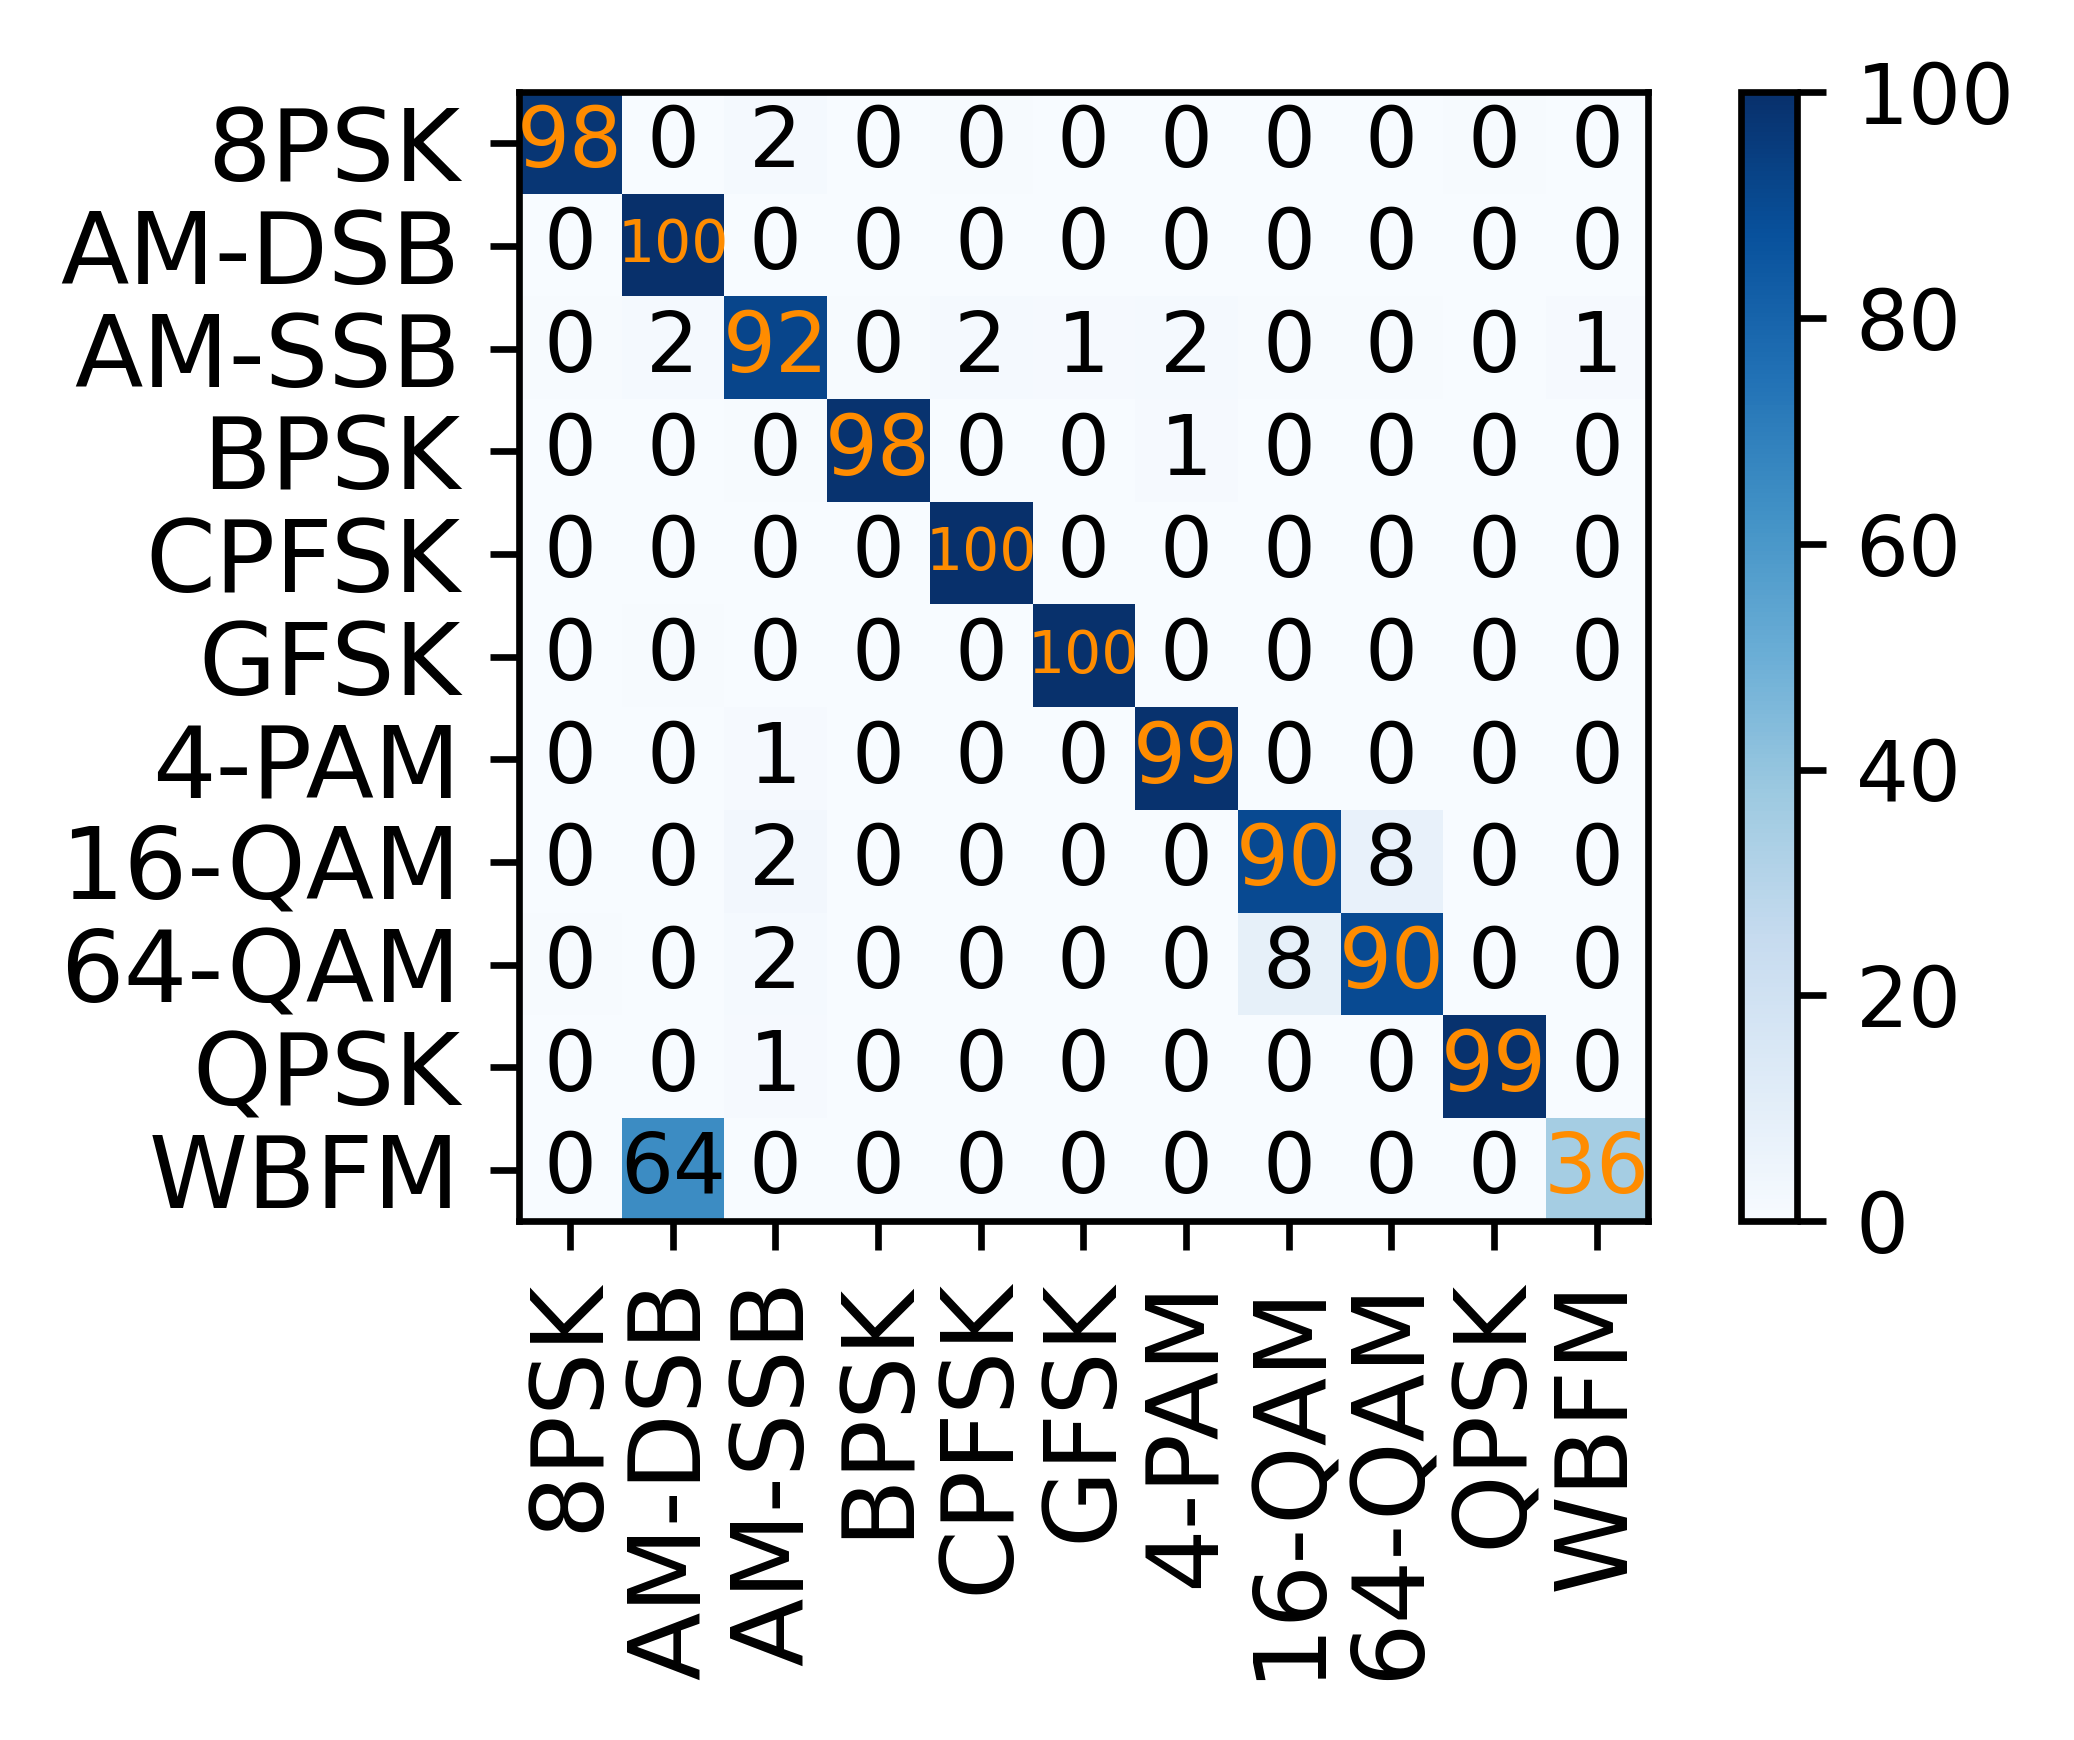 8PSK 98 0 2 0 0 0 0 0 0 0 0
AM-DSB 0 100 0 0 0 0 0 0 0 0 0
AM-SSB 0 2 92 0 2 1 2 0 0 0 1
BPSK 0 0 0 98 0 0 1 0 0 0 0
CPFSK 0 0 0 0 100 0 0 0 0 0 0
GFSK 0 0 0 0 0 100 0 0 0 0 0
4-PAM 0 0 1 0 0 0 99 0 0 0 0
16-QAM 0 0 2 0 0 0 0 90 8 0 0
64-QAM 0 0 2 0 0 0 0 8 90 0 0
QPSK 0 0 1 0 0 0 0 0 0 99 0
WBFM 0 64 0 0 0 0 0 0 0 0 36
8PSK
AM-DSB
AM-SSB
BPSK
CPFSK
GFSK
4-PAM
16-QAM
64-QAM
QPSK
WBFM
100
80
60
40
20
0